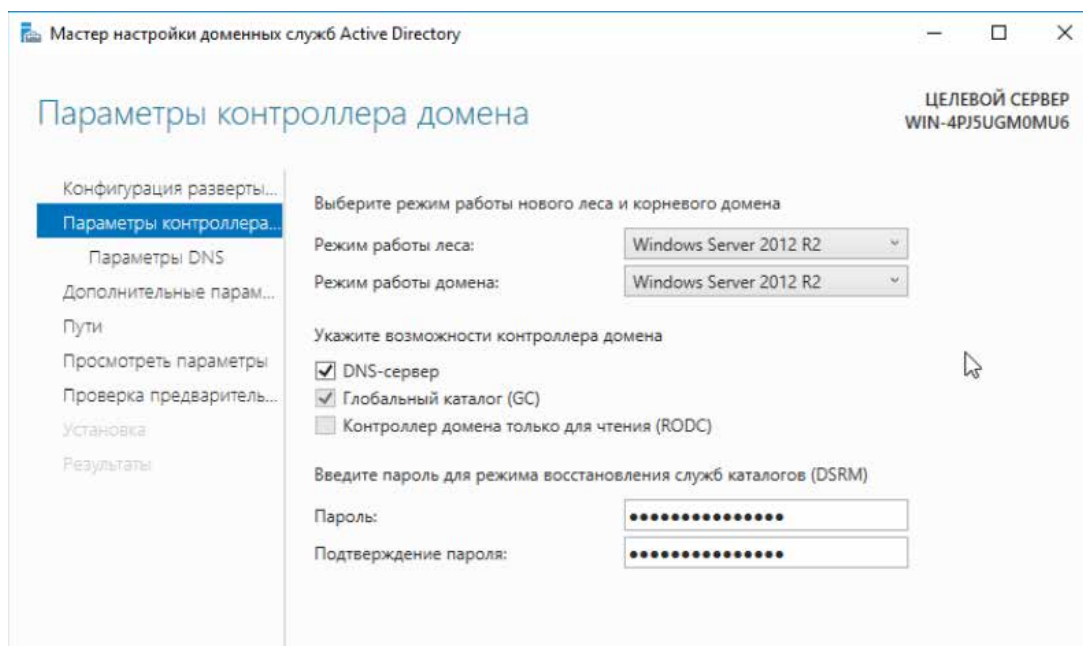 Мастер настройки доменных служб Active Directory
Параметры контроллера домена
ЦЕЛЕВОЙ СЕРВЕР
WIN-4PJ5UGM0MU6
Конфигурация разверты...
Параметры контроллера...
Параметры DNS
Дополнительные парам...
Пути
Просмотреть параметры
Проверка предваритель...
Установка
Результаты
Выберите режим работы нового леса и корневого домена
Режим работы леса: Windows Server 2012 R2
Режим работы домена: Windows Server 2012 R2
Укажите возможности контроллера домена
DNS-сервер
Глобальный каталог (GC)
Контроллер домена только для чтения (RODC)
Введите пароль для режима восстановления служб каталогов (DSRM)
Пароль: •••••••••••••••
Подтверждение пароля: •••••••••••••••